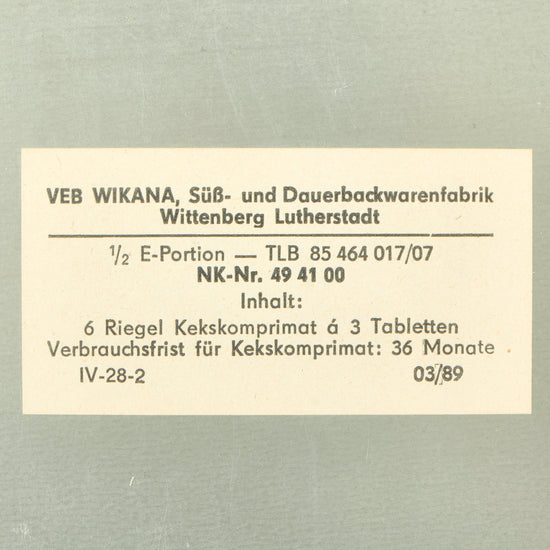 VEB WIKANA, Süß- und Dauerbackwarenfabrik
Wittenberg Lutherstadt
½ E-Portion — TLB 85 464 017/07
NK-Nr. 49 41 00
Inhalt:
6 Riegel Kekskomprimat á 3 Tabletten
Verbrauchsfrist für Kekskomprimat: 36 Monate
IV-28-2 03/89